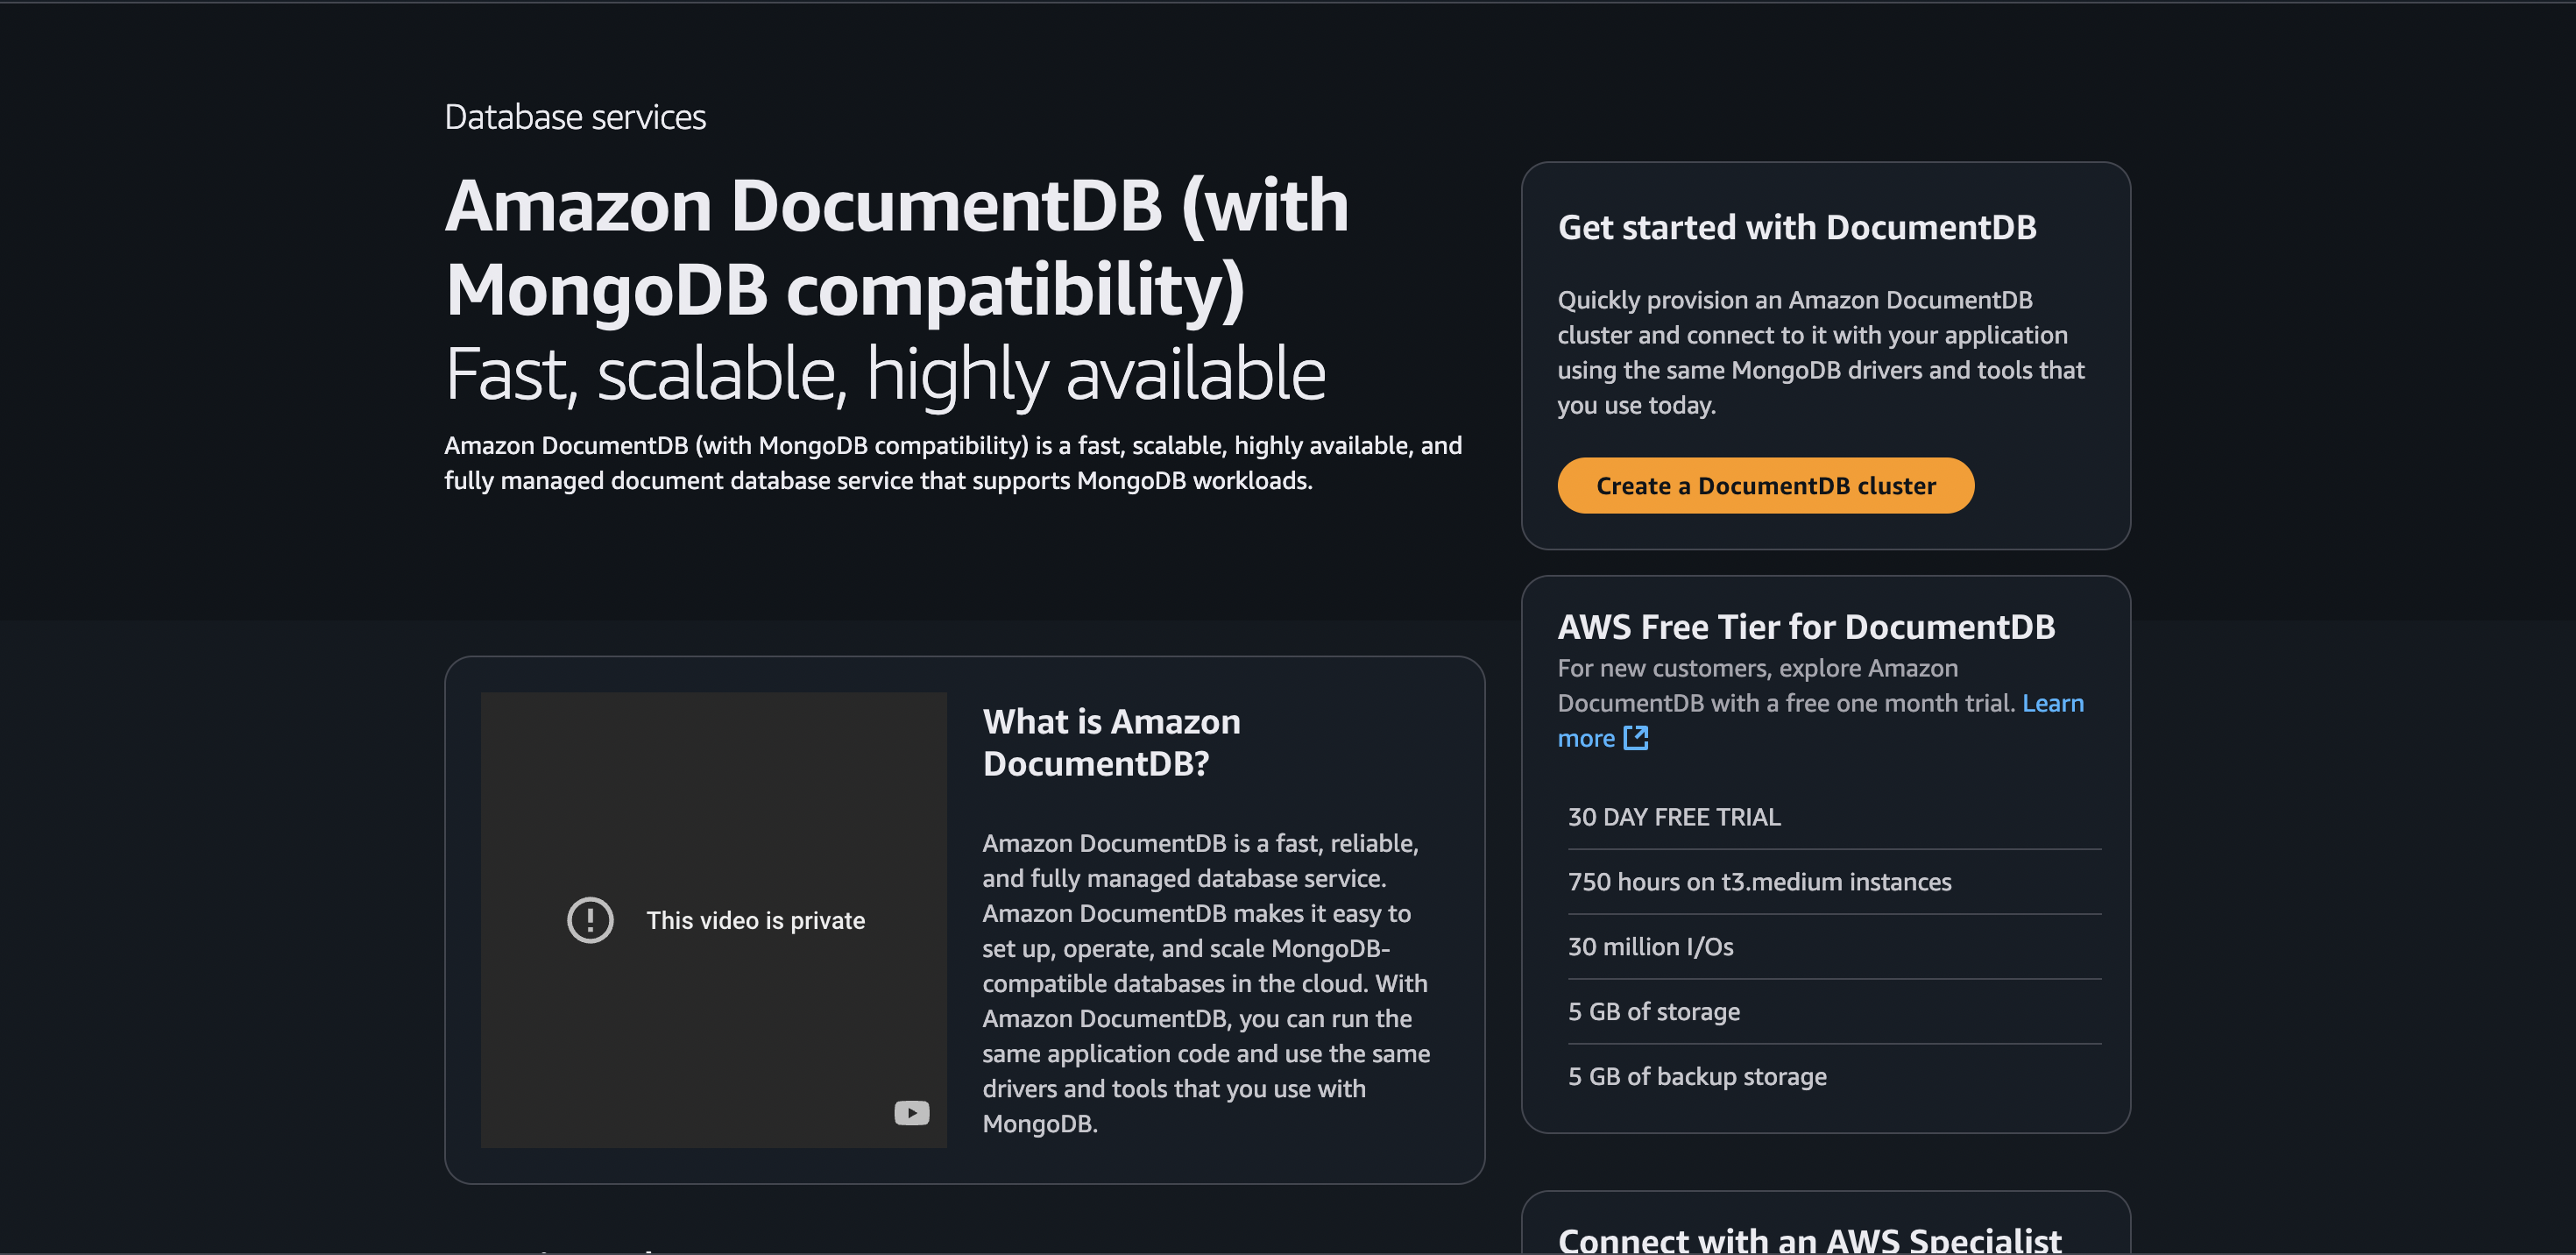 Database services
Amazon DocumentDB (with
MongoDB compatibility)
Fast, scalable, highly available
Amazon DocumentDB (with MongoDB compatibility) is a fast, scalable, highly available, and
fully managed document database service that supports MongoDB workloads.
Get started with DocumentDB
Quickly provision an Amazon DocumentDB
cluster and connect to it with your application
using the same MongoDB drivers and tools that
you use today.
Create a DocumentDB cluster
What is Amazon
DocumentDB?
This video is private
Amazon DocumentDB is a fast, reliable,
and fully managed database service.
Amazon DocumentDB makes it easy to
set up, operate, and scale MongoDB-
compatible databases in the cloud. With
Amazon DocumentDB, you can run the
same application code and use the same
drivers and tools that you use with
MongoDB.
AWS Free Tier for DocumentDB
For new customers, explore Amazon
DocumentDB with a free one month trial. Learn
more
30 DAY FREE TRIAL
750 hours on t3.medium instances
30 million I/Os
5 GB of storage
5 GB of backup storage
Connect with an AWS Specialist